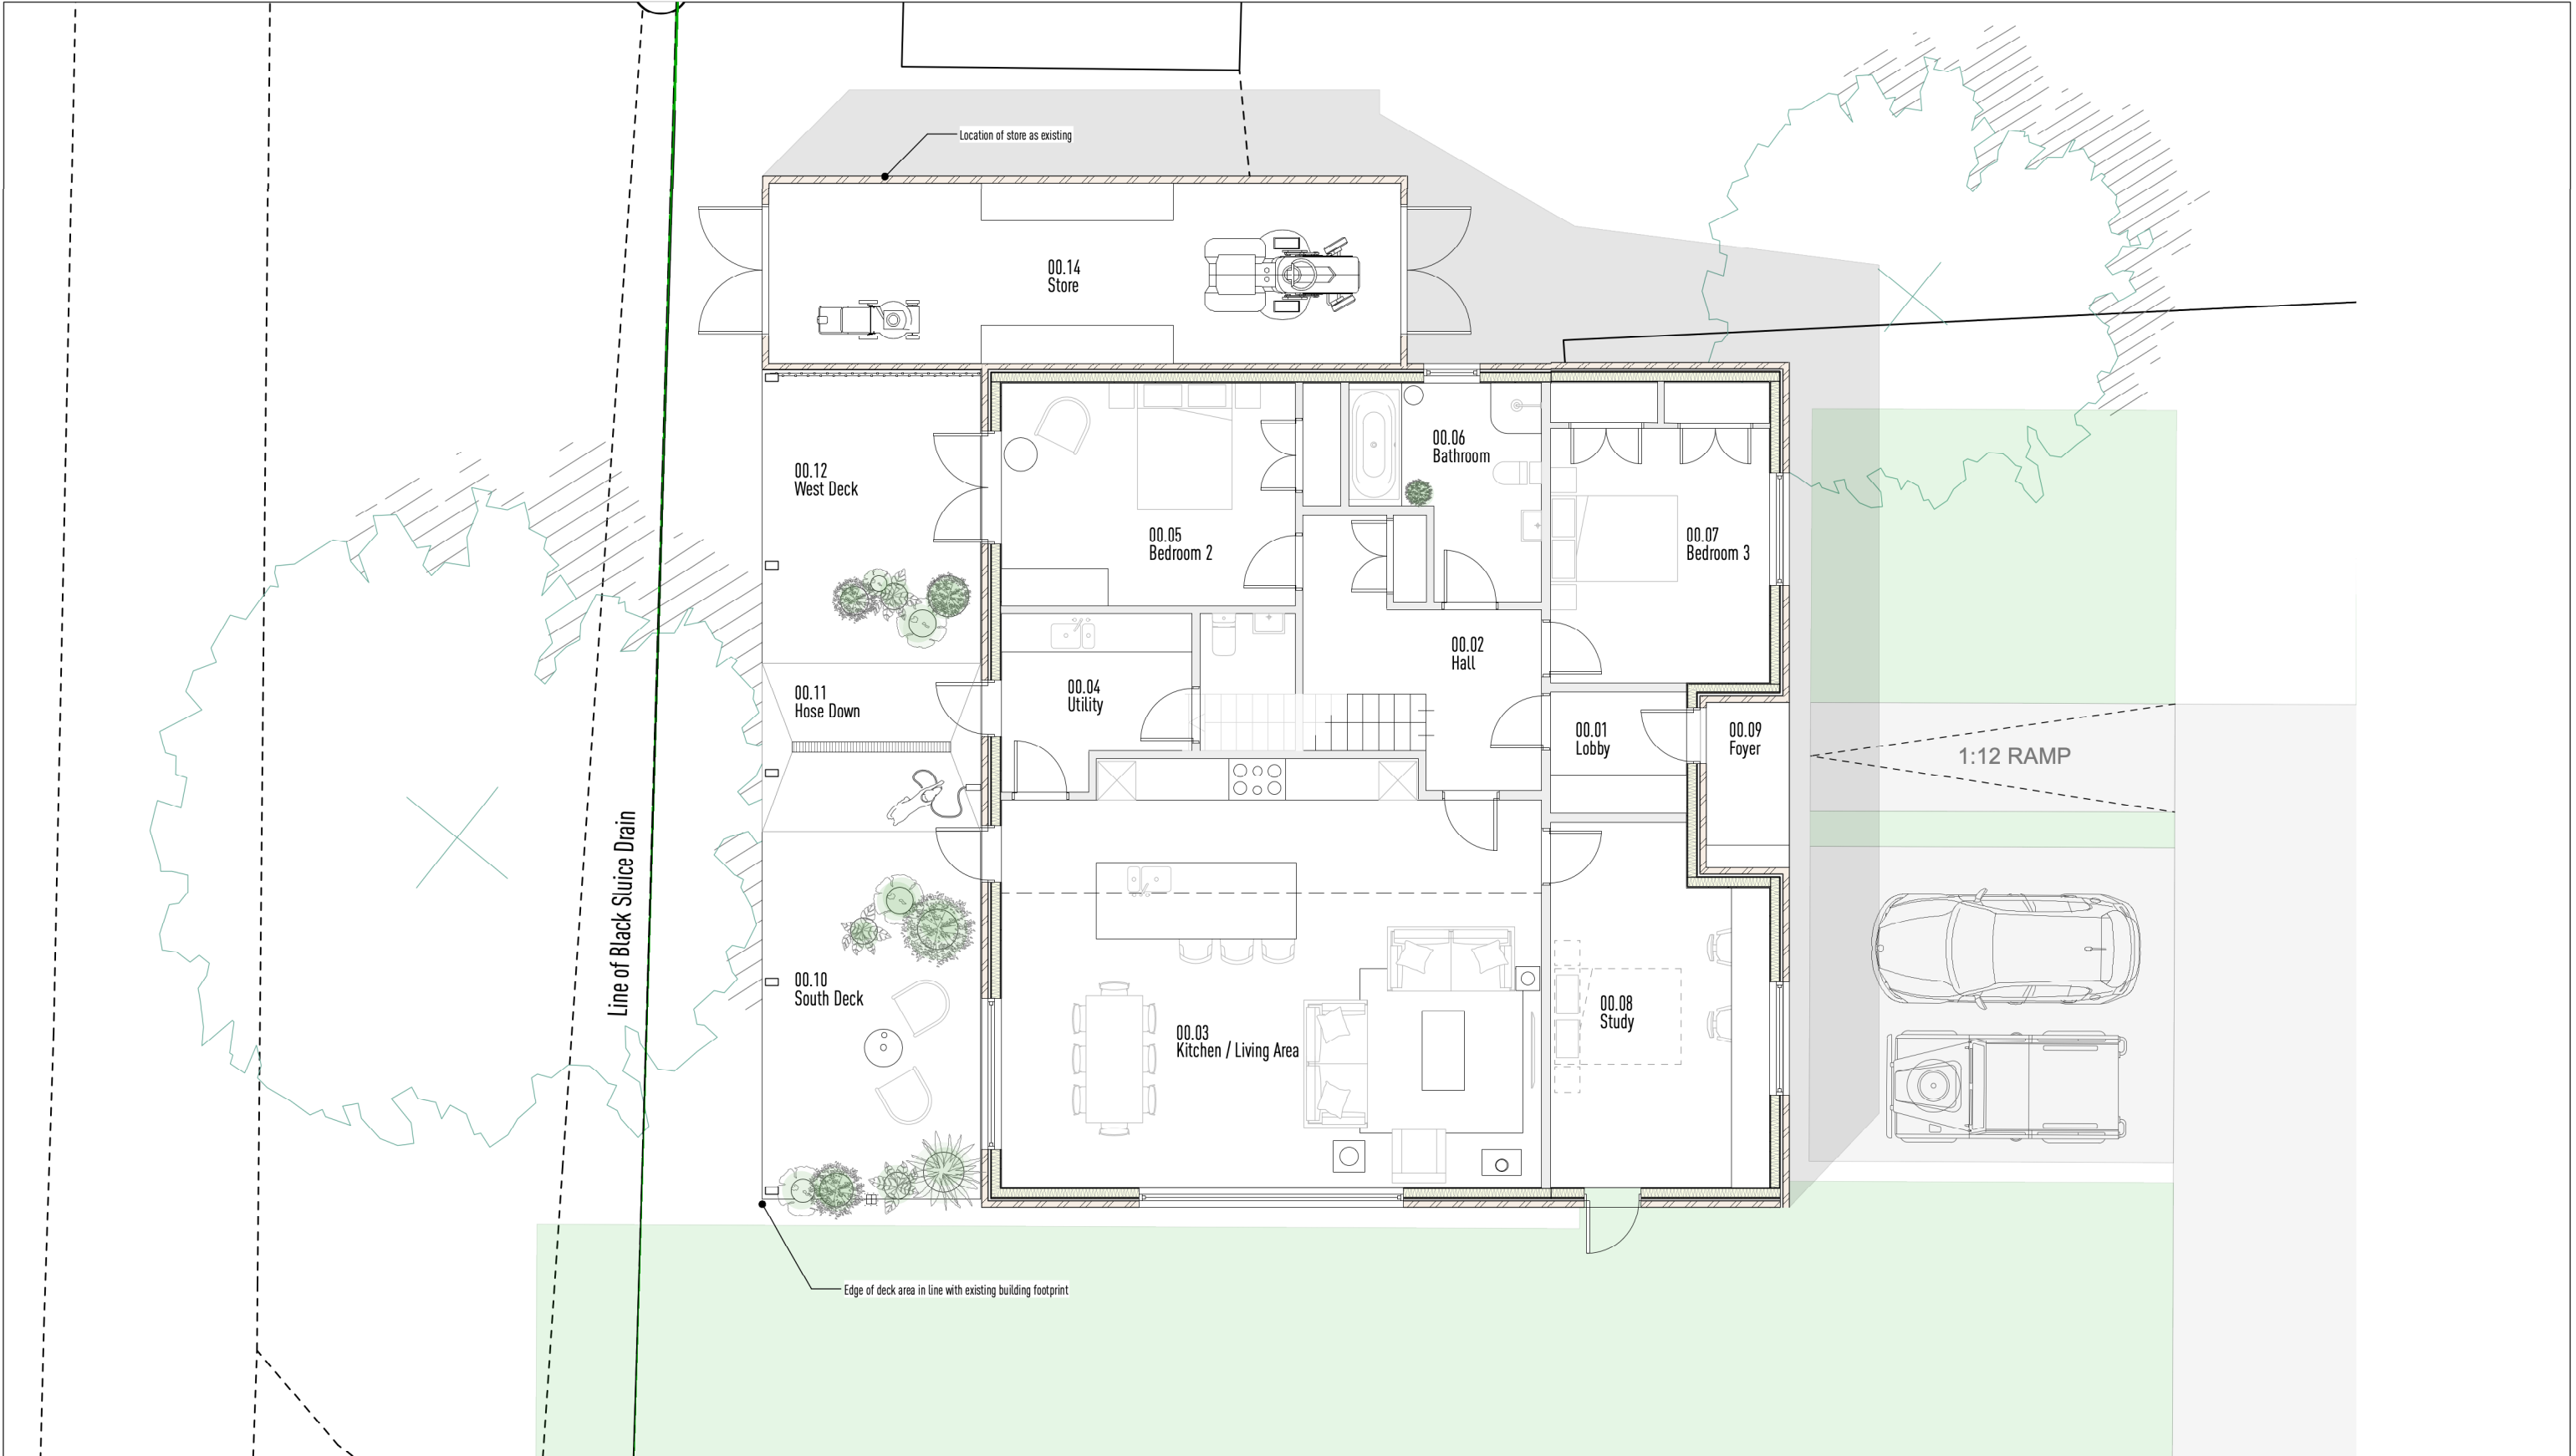 Location of store as existing
00.14
Store
00.12
West Deck
00.05
Bedroom 2
00.06
Bathroom
00.07
Bedroom 3
00.02
Hall
00.11
Hose Down
00.04
Utility
00.01
Lobby
00.09
Foyer
1:12 RAMP
Line of Black Sluice Drain
00.10
South Deck
00.03
Kitchen / Living Area
00.08
Study
Edge of deck area in line with existing building footprint